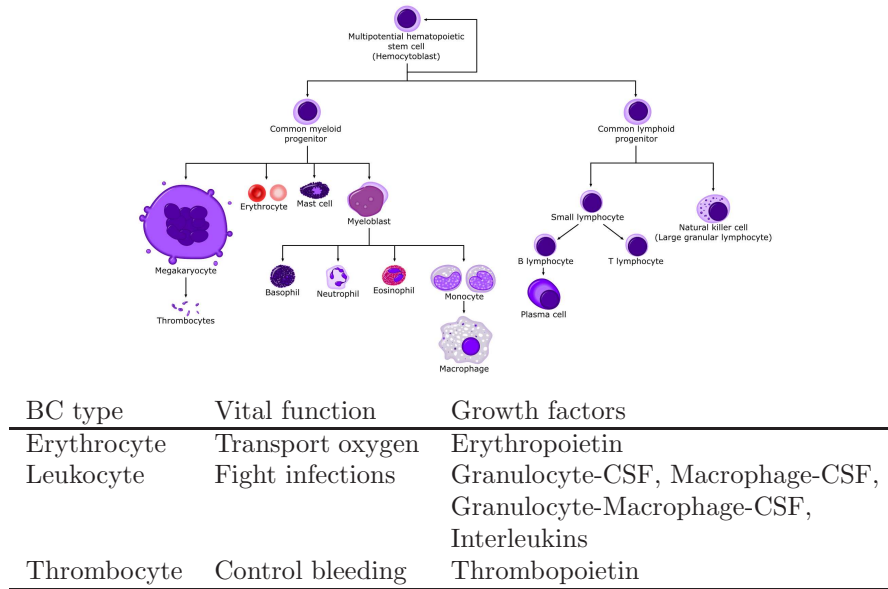 Multipotential hematopoietic
stem cell
(Hemocytoblast)
Common myeloid
progenitor
Common lymphoid
progenitor
Erythrocyte
Mast cell
Myeloblast
Small lymphocyte
Natural killer cell
(Large granular lymphocyte)
Megakaryocyte
B lymphocyte
T lymphocyte
Basophil
Neutrophil
Eosinophil
Monocyte
Thrombocytes
Plasma cell
Macrophage
BC type Vital function Growth factors
Erythrocyte Transport oxygen Erythropoietin
Leukocyte Fight infections Granulocyte-CSF, Macrophage-CSF,
Granulocyte-Macrophage-CSF,
Interleukins
Thrombocyte Control bleeding Thrombopoietin